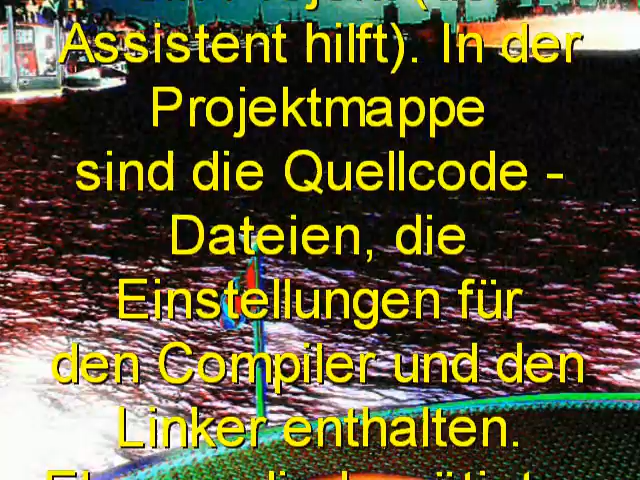 Assistent hilft). In der
Projektmappe
sind die Quellcode -
Dateien, die
Einstellungen für
den Compiler und den
Linker enthalten.